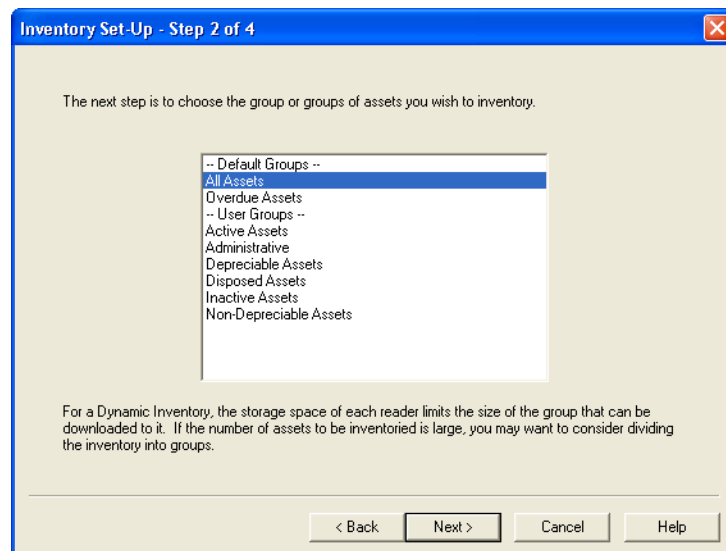 Inventory Set-Up - Step 2 of 4
The next step is to choose the group or groups of assets you wish to inventory.
-- Default Groups --
All Assets
Overdue Assets
-- User Groups --
Active Assets
Administrative
Depreciable Assets
Disposed Assets
Inactive Assets
Non-Depreciable Assets
For a Dynamic Inventory, the storage space of each reader limits the size of the group that can be
downloaded to it.  If the number of assets to be inventoried is large, you may want to consider dividing
the inventory into groups.
< Back Next > Cancel Help